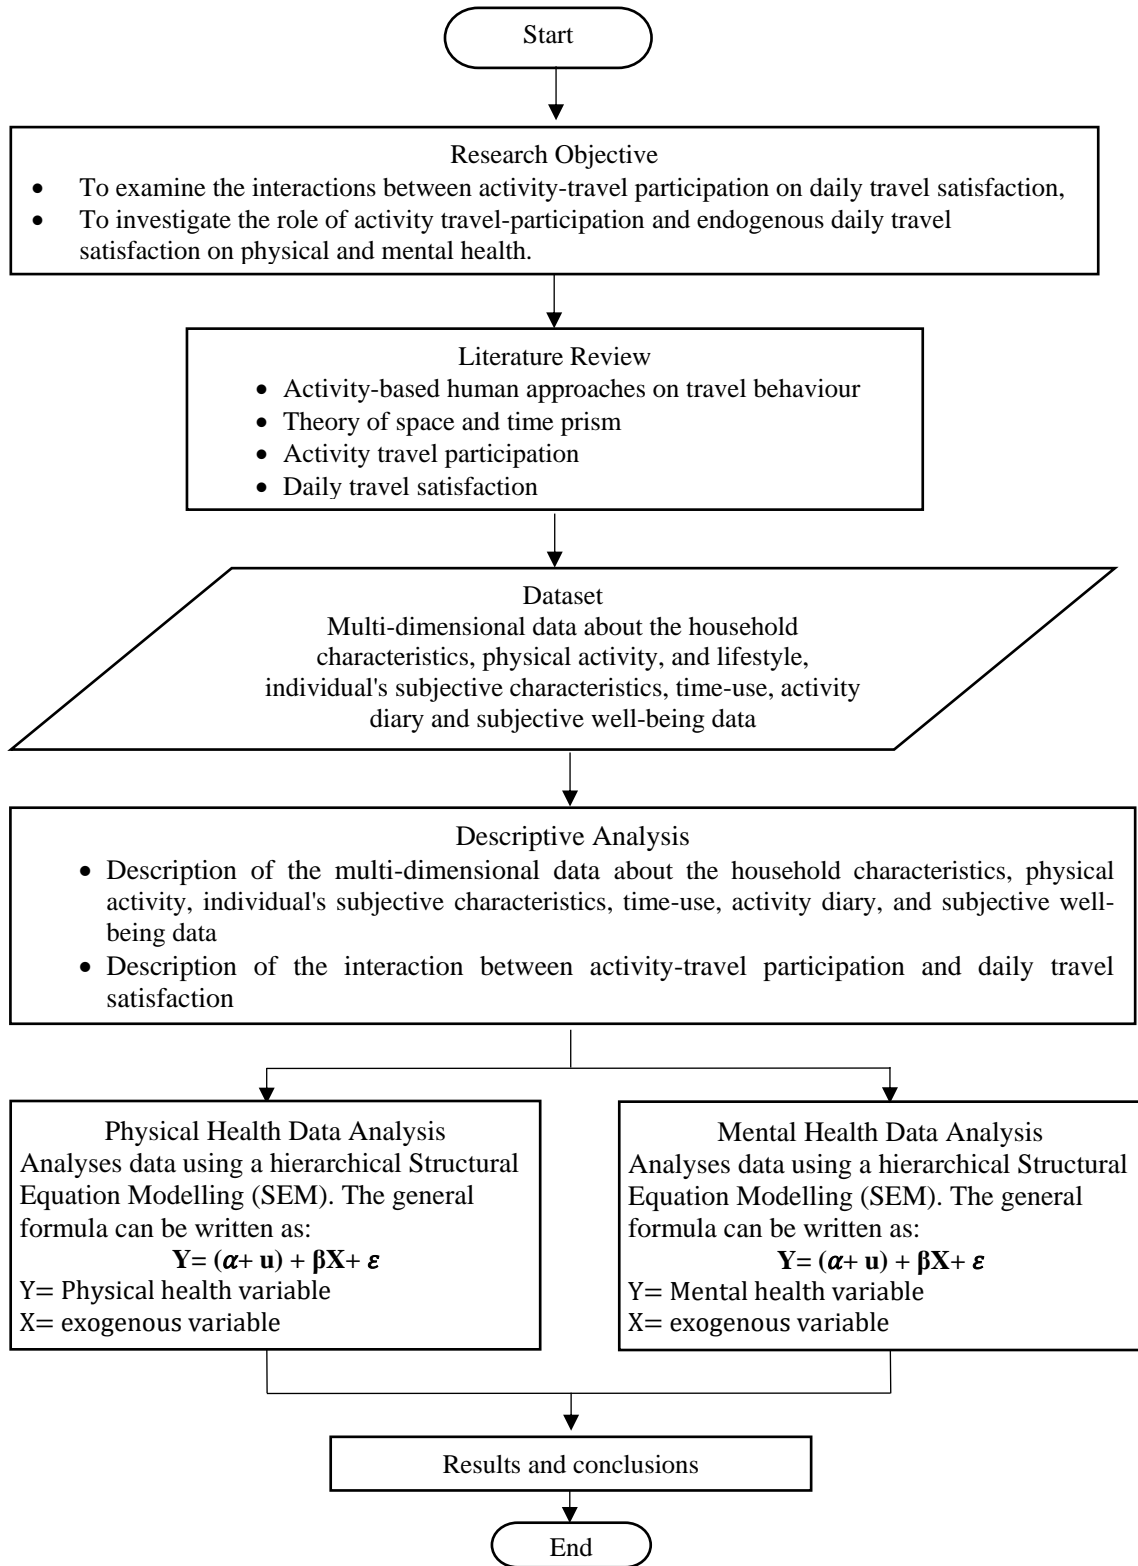 Start
Research Objective
• To examine the interactions between activity-travel participation on daily travel satisfaction,
• To investigate the role of activity travel-participation and endogenous daily travel
satisfaction on physical and mental health.
Literature Review
• Activity-based human approaches on travel behaviour
• Theory of space and time prism
• Activity travel participation
• Daily travel satisfaction
Dataset
Multi-dimensional data about the household
characteristics, physical activity, and lifestyle,
individual's subjective characteristics, time-use, activity
diary and subjective well-being data
Descriptive Analysis
• Description of the multi-dimensional data about the household characteristics, physical
activity, individual's subjective characteristics, time-use, activity diary, and subjective well-
being data
• Description of the interaction between activity-travel participation and daily travel
satisfaction
Physical Health Data Analysis
Analyses data using a hierarchical Structural
Equation Modelling (SEM). The general
formula can be written as:
Y= (α+ u) + βX+ ε
Y= Physical health variable
X= exogenous variable
Mental Health Data Analysis
Analyses data using a hierarchical Structural
Equation Modelling (SEM). The general
formula can be written as:
Y= (α+ u) + βX+ ε
Y= Mental health variable
X= exogenous variable
Results and conclusions
End